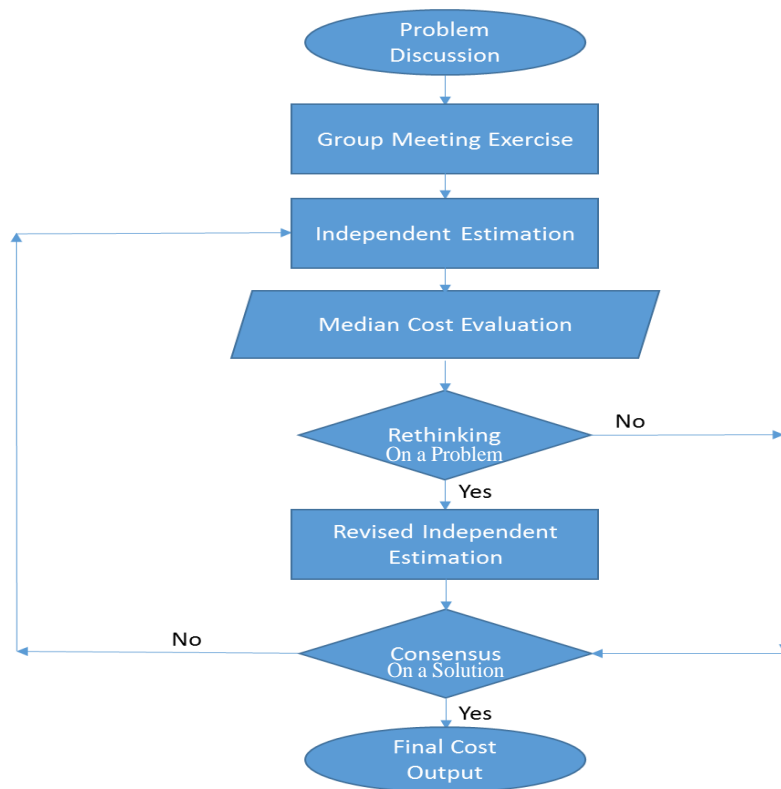 Problem
Discussion
Group Meeting Exercise
Independent Estimation
Median Cost Evaluation
Rethinking
On a Problem
No
Yes
Revised Independent
Estimation
Consensus
On a Solution
No
Yes
Final Cost
Output